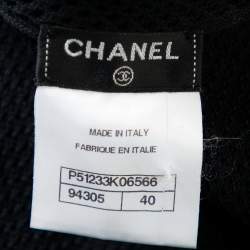 CHANEL
MADE IN ITALY
FABRIQUE EN ITALIE
P51233K06566
94305 40